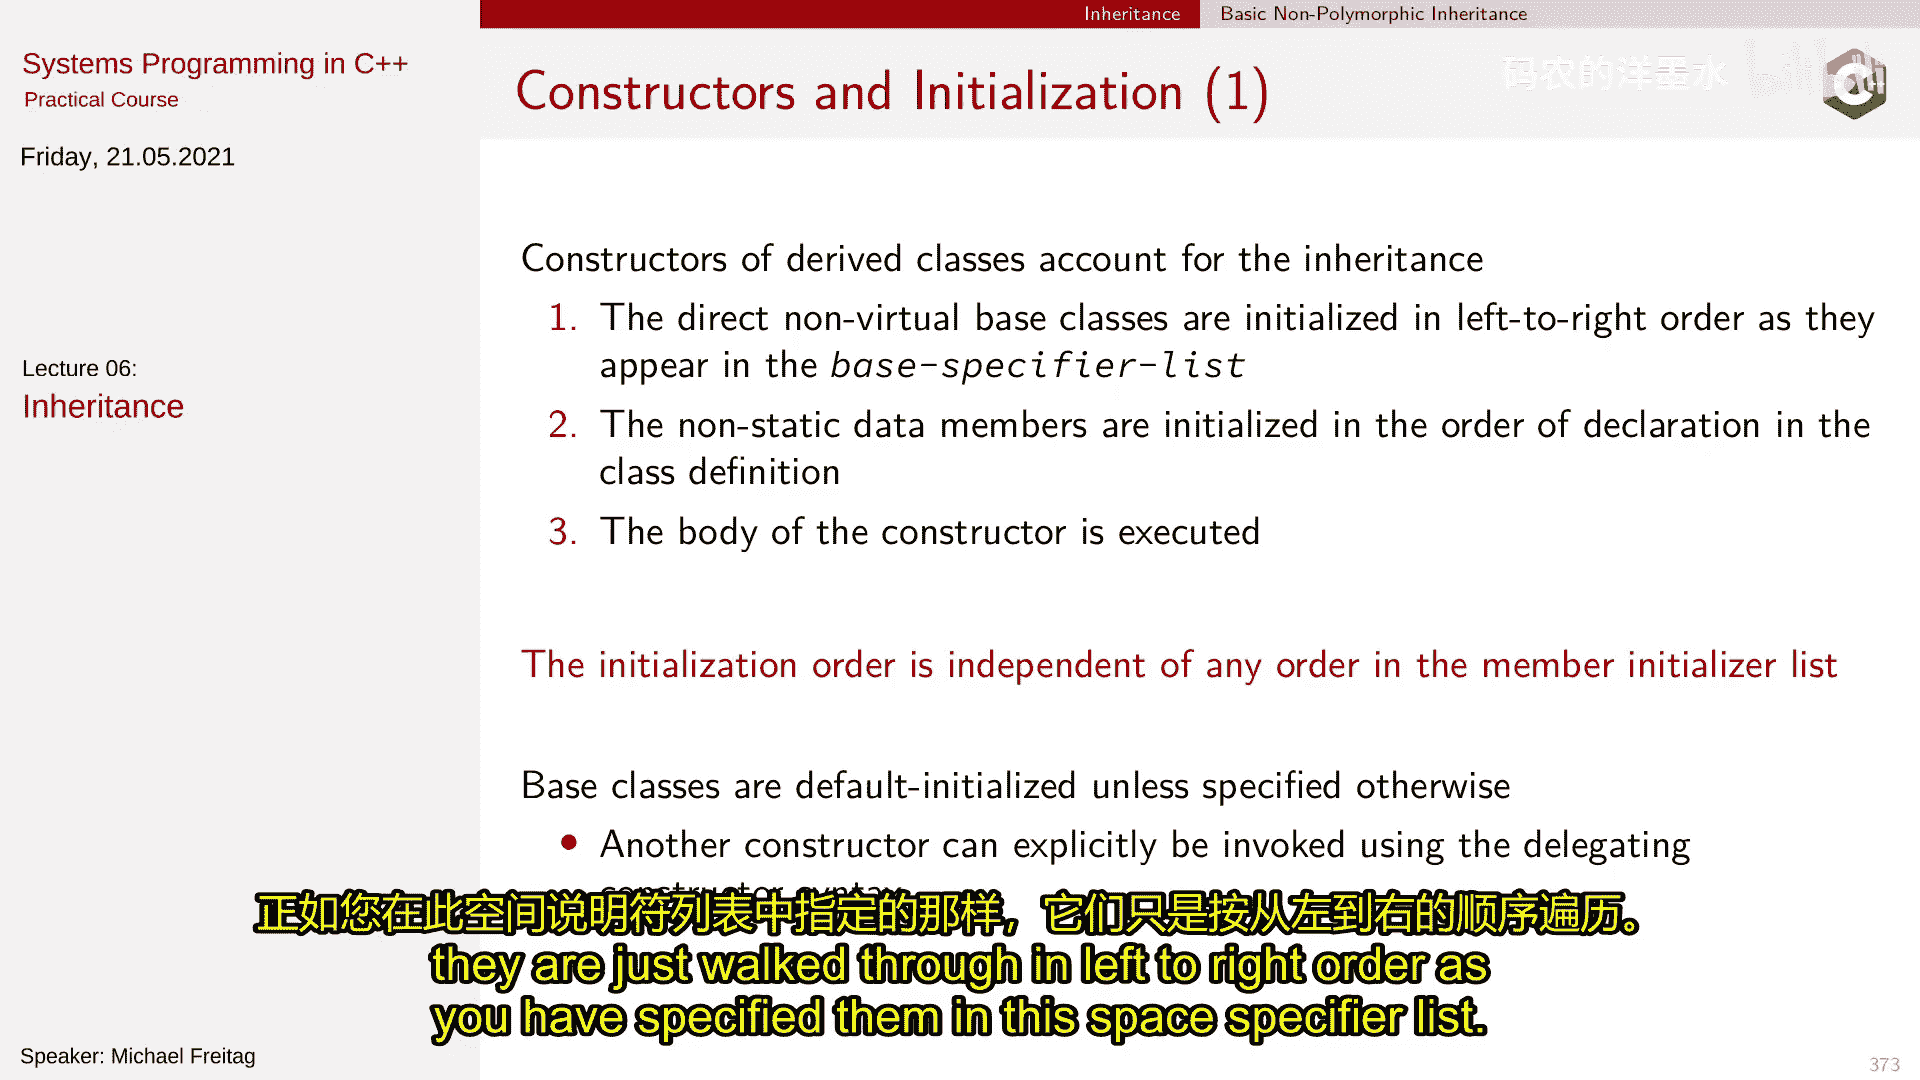 Inheritance
Basic Non-Polymorphic Inheritance
Systems Programming in C++
Practical Course
Friday, 21.05.2021
Lecture 06:
Inheritance
Speaker: Michael Freitag
Constructors and Initialization (1)
码农的洋墨水
Constructors of derived classes account for the inheritance
1. The direct non-virtual base classes are initialized in left-to-right order as they
appear in the base-specifier-list
2. The non-static data members are initialized in the order of declaration in the
class definition
3. The body of the constructor is executed
The initialization order is independent of any order in the member initializer list
Base classes are default-initialized unless specified otherwise
• Another constructor can explicitly be invoked using the delegating
constructor syntax
正如您在此空间说明符列表中指定的那样，它们只是按从左到右的顺序遍历。
they are just walked through in left to right order as
you have specified them in this space specifier list.
373